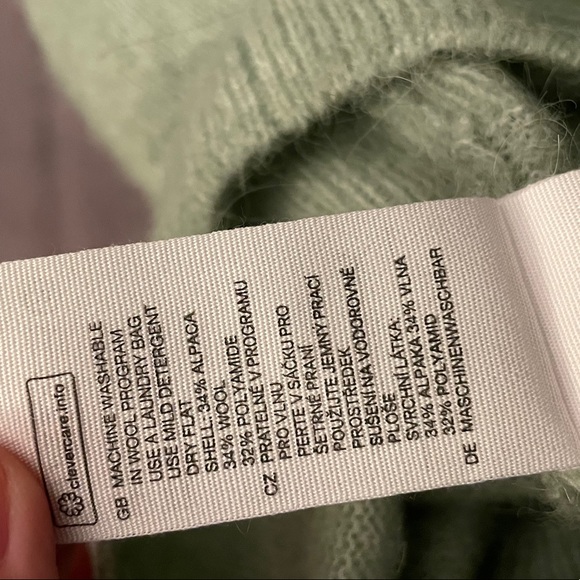 clevercare.info
GB MACHINE WASHABLE
IN WOOL PROGRAM
USE A LAUNDRY BAG
USE MILD DETERGENT
DRY FLAT
SHELL: 34% ALPACA
34% WOOL
32% POLYAMIDE
CZ PRATELNÉ V PROGRAMU
PRO VLNU
PERTE V SÁČKU PRO
ŠETRNÉ PRANÍ
POUŽIJTE JEMNÝ PRACÍ
PROSTŘEDEK
SUŠENÍ NA VODOROVNÉ
PLOŠE
SVRCHNÍ LÁTKA
34% ALPAKA 34% VLNA
32% POLYAMID
DE MASCHINENWASCHBAR